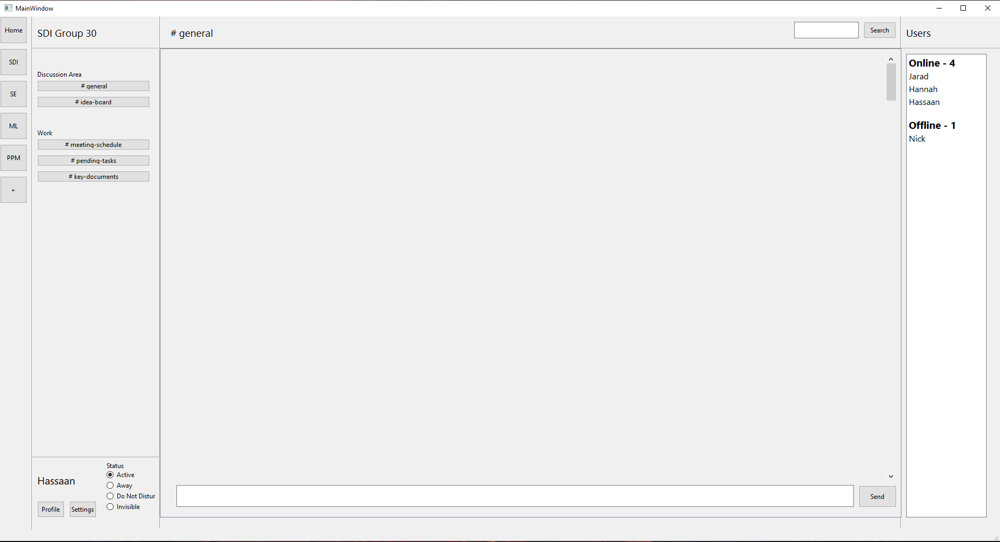 MainWindow
Home
SDI
SE
ML
PPM
+
SDI Group 30
Discussion Area
# general
# idea-board
Work
# meeting-schedule
# pending-tasks
# key-documents
Hassaan
Profile
Settings
Status
Active
Away
Do Not Distur
Invisible
# general
Search
Send
Users
Online - 4
Jarad
Hannah
Hassaan
Offline - 1
Nick